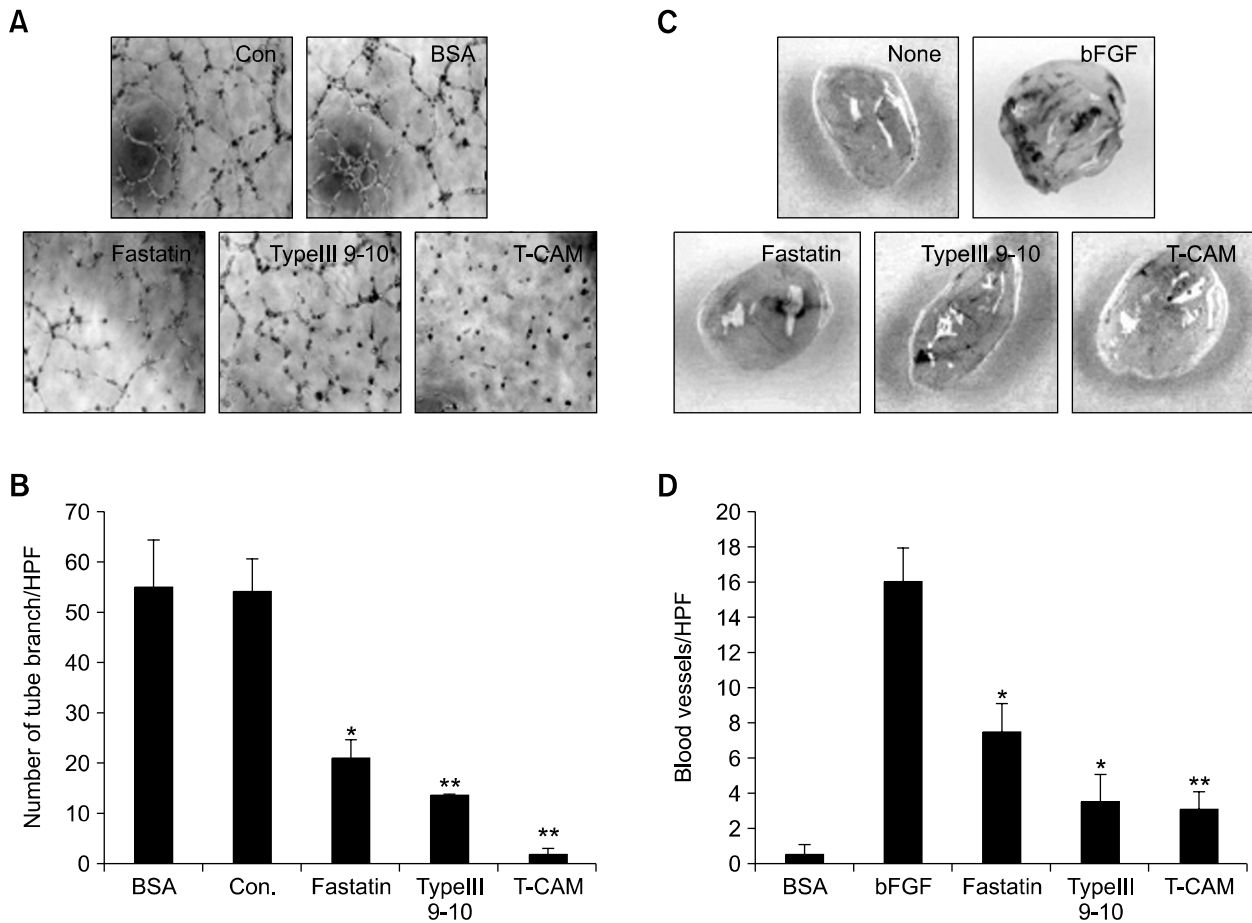 A
Con
BSA
Fastatin
TypeIII 9-10
T-CAM
B
Number of tube branch/HPF
70
60
50
40
30
20
10
0
*
**
**
BSA
Con.
Fastatin
TypeIII
9-10
T-CAM
C
None
bFGF
Fastatin
TypeIII 9-10
T-CAM
D
Blood vessels/HPF
20
18
16
14
12
10
8
6
4
2
0
*
*
**
BSA
bFGF
Fastatin
TypeIII
9-10
T-CAM